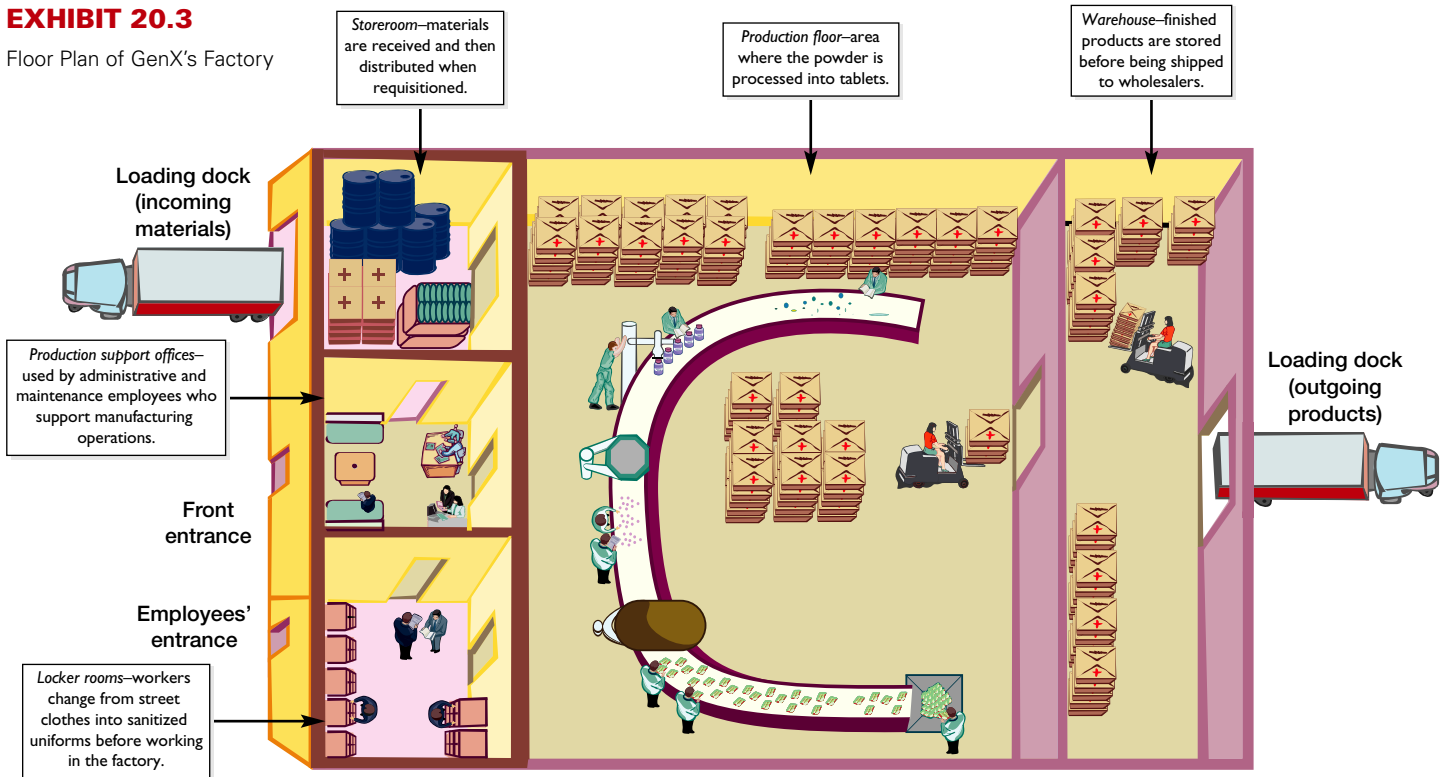 EXHIBIT 20.3
Floor Plan of GenX's Factory
Storeroom–materials
are received and then
distributed when
requisitioned.
Production floor–area
where the powder is
processed into tablets.
Warehouse–finished
products are stored
before being shipped
to wholesalers.
Loading dock
(incoming
materials)
Production support offices–
used by administrative and
maintenance employees who
support manufacturing
operations.
Loading dock
(outgoing
products)
Front
entrance
Employees'
entrance
Locker rooms–workers
change from street
clothes into sanitized
uniforms before working
in the factory.